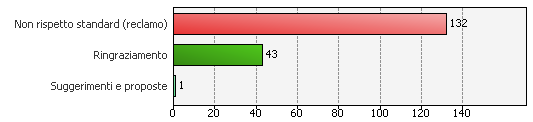 Non rispetto standard (reclamo)
132
Ringraziamento
43
Suggerimenti e proposte
1
0 20 40 60 80 100 120 140